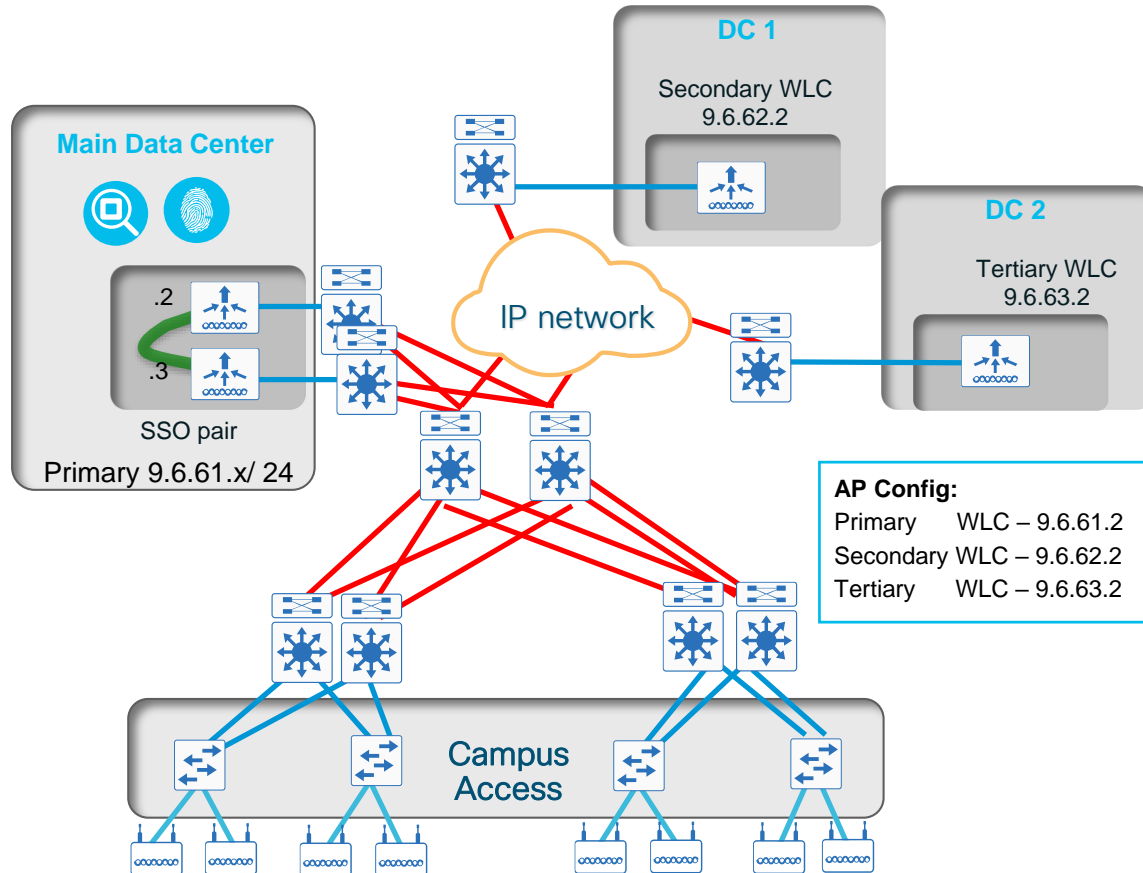 DC 1
Secondary WLC
9.6.62.2
Main Data Center
DC 2
Tertiary WLC
9.6.63.2
.2
.3
IP network
SSO pair
Primary 9.6.61.x/ 24
AP Config:
Primary WLC – 9.6.61.2
Secondary WLC – 9.6.62.2
Tertiary WLC – 9.6.63.2
Campus
Access